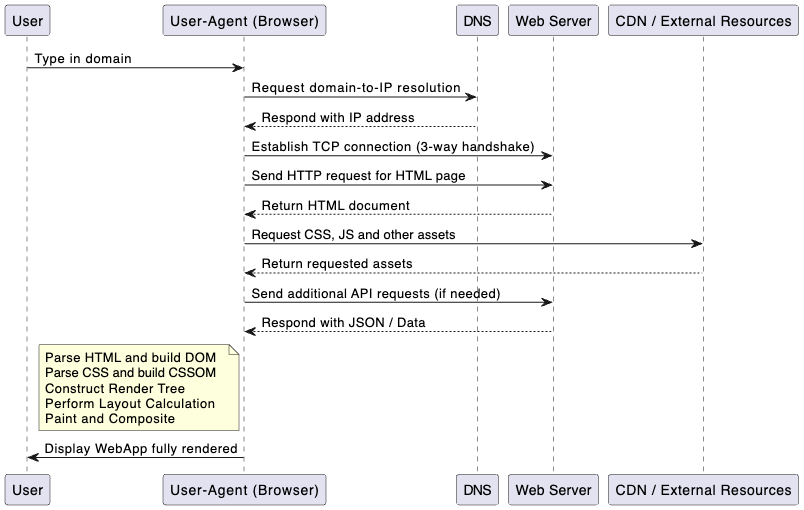 User
User-Agent (Browser)
DNS
Web Server
CDN / External Resources
Type in domain
Request domain-to-IP resolution
Respond with IP address
Establish TCP connection (3-way handshake)
Send HTTP request for HTML page
Return HTML document
Request CSS, JS and other assets
Return requested assets
Send additional API requests (if needed)
Respond with JSON / Data
Parse HTML and build DOM
Parse CSS and build CSSOM
Construct Render Tree
Perform Layout Calculation
Paint and Composite
Display WebApp fully rendered
User
User-Agent (Browser)
DNS
Web Server
CDN / External Resources